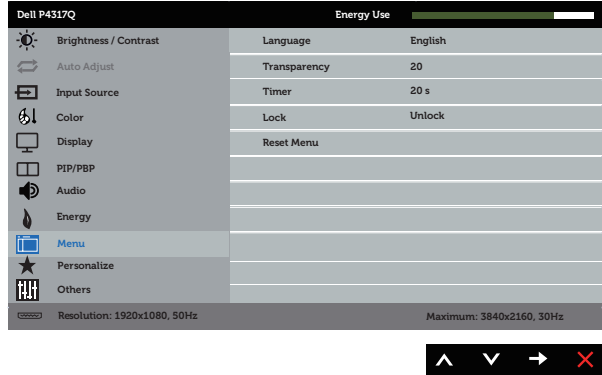 Dell P4317Q Energy Use
Brightness / Contrast Language English
Auto Adjust Transparency 20
Input Source Timer 20 s
Color Lock Unlock
Display Reset Menu
PIP/PBP
Audio
Energy
Menu
Personalize
Others
Resolution: 1920x1080, 50Hz Maximum: 3840x2160, 30Hz